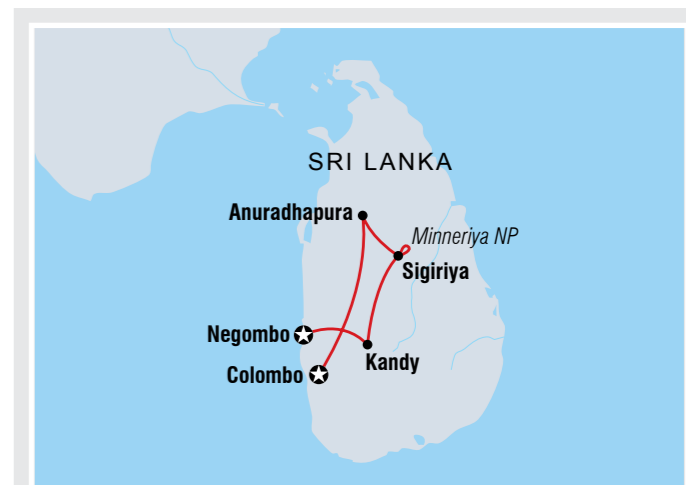 SRI LANKA
Anuradhapura
Minneriya NP
Sigiriya
Negombo
Kandy
Colombo